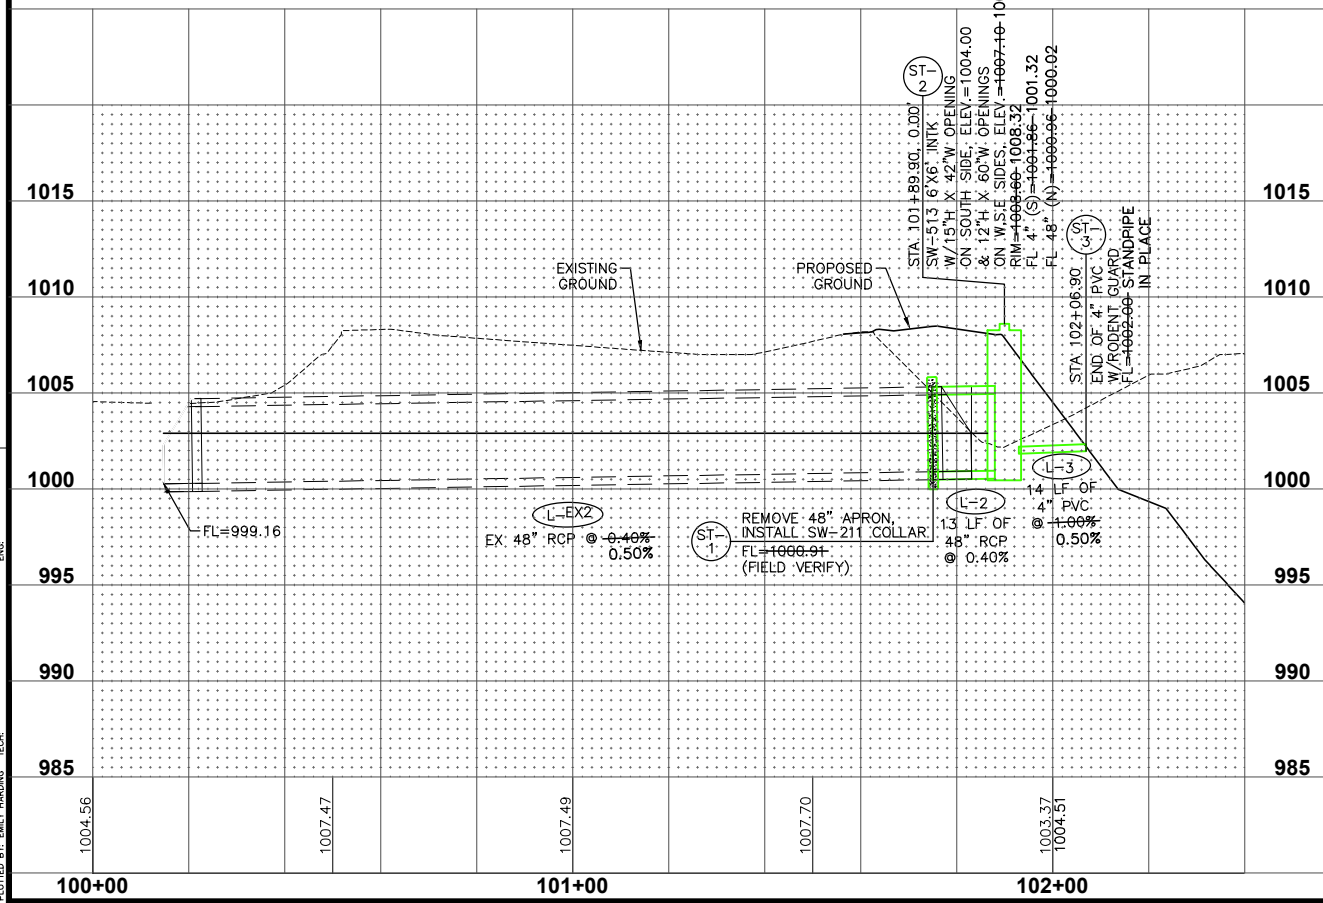 ST-
2
STA 101+89.90, 0.00'
SW-513 6'X6' INTK
W/15"H X 42"W OPENING
ON SOUTH SIDE, ELEV.=1004.00
& 12"H X 60"W OPENINGS
ON W,S,E SIDES, ELEV.=1007.10 10
RIM=1008.60 1008.32
FL 4" (S)=1001.86 1001.32
FL 48" (N)=1000.96 1000.02
ST-
3
STA 102+06.90
END OF 4" PVC
W/RODENT GUARD
FL=1002.00 STANDPIPE
IN PLACE
1015
1015
EXISTING
GROUND
PROPOSED
GROUND
1010
1010
1005
1005
1000
1000
FL=999.16
L-EX2
EX 48" RCP @ 0.40%
0.50%
ST-
1
REMOVE 48" APRON,
INSTALL SW-211 COLLAR
FL=1000.91
(FIELD VERIFY)
L-2
13 LF OF
48" RCP
@ 0.40%
L-3
14 LF OF
4" PVC
@ 1.00%
0.50%
995
995
990
990
985
985
1004.56
1007.47
1007.49
1007.70
1003.37
1004.51
100+00
101+00
102+00
ENG:
PLOTTED BY: EMILY HARDING TECH: